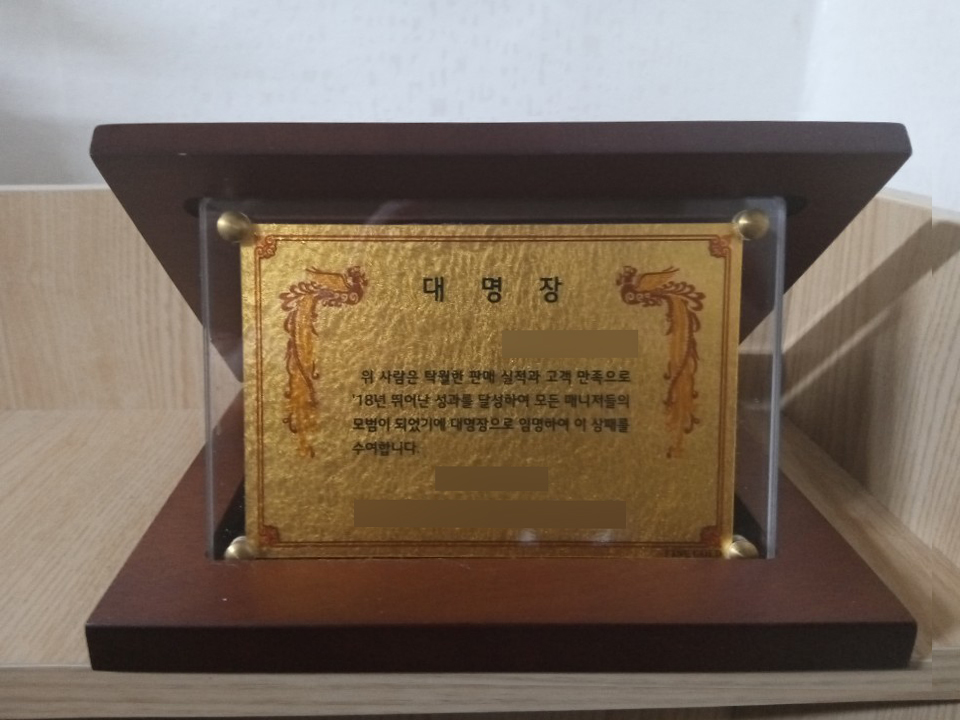 대 명 장
위 사람은 탁월한 판매 실적과 고객 만족으로
'18년 뛰어난 성과를 달성하여 모든 매니저들의
모범이 되었기에 대명장으로 임명하여 이 상패를
수여합니다.